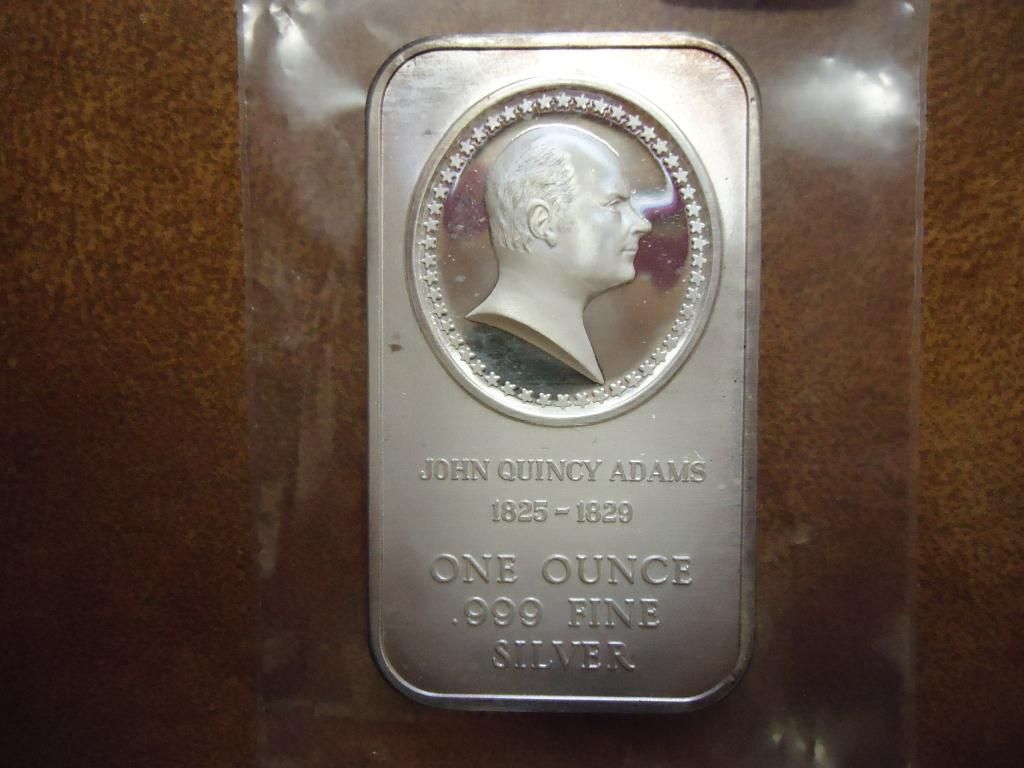 JOHN QUINCY ADAMS
1825 - 1829
ONE OUNCE
.999 FINE
SILVER